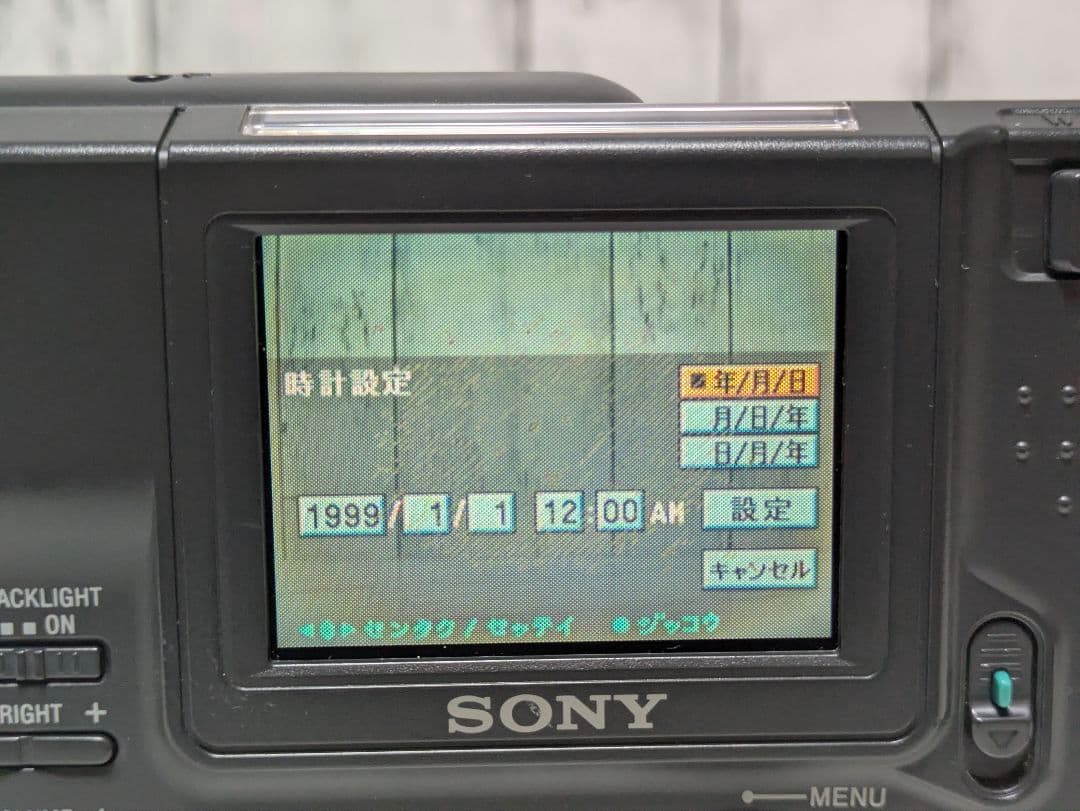 時計設定
年/月/日
月/日/年
日/月/年
1999/ 1/ 1 12:00 AM
設定
キャンセル
センタク/セッテイ ●ジッコウ
ACKLIGHT
ON
RIGHT +
SONY
MENU